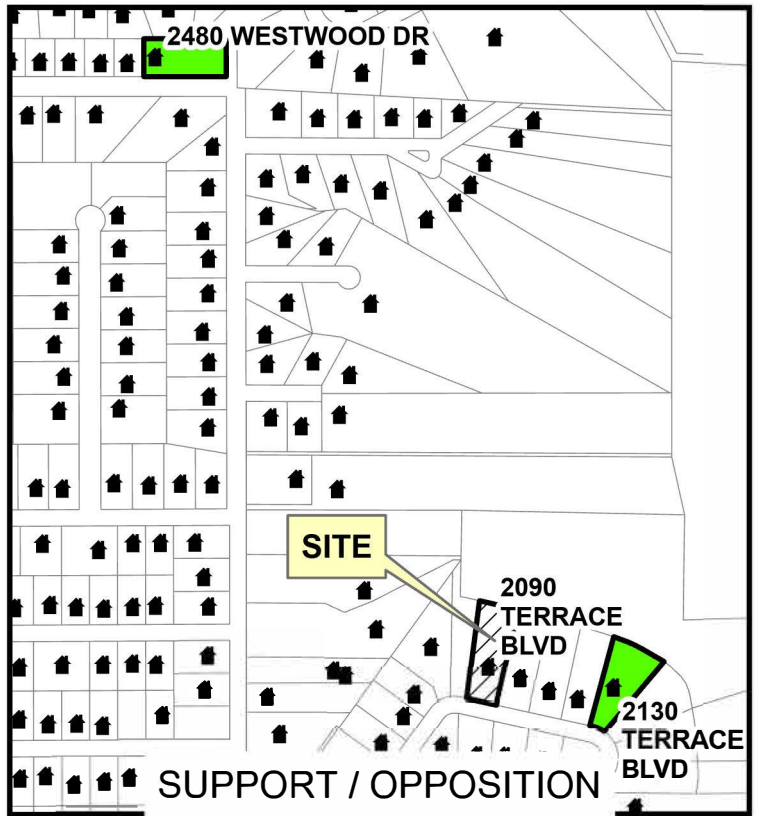 2480 WESTWOOD DR
SITE
2090
TERRACE
BLVD
2130
TERRACE
BLVD
SUPPORT / OPPOSITION